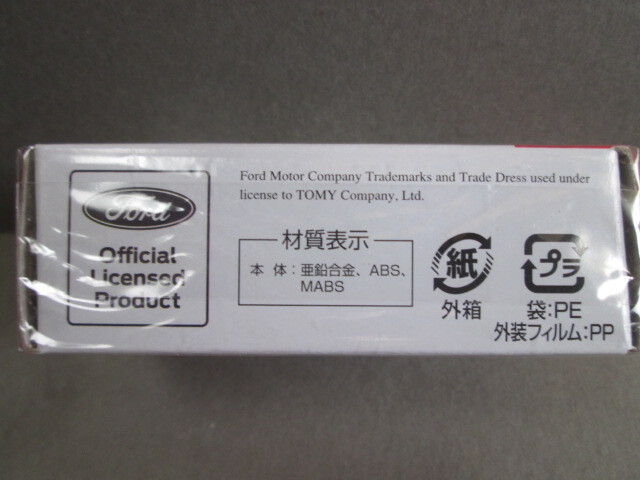 Ford
Official
Licensed
Product
Ford Motor Company Trademarks and Trade Dress used under
license to TOMY Company, Ltd.
材質表示
本 体：亜鉛合金、ABS、
MABS
紙
外箱
プラ
袋：PE
外装フィルム：PP